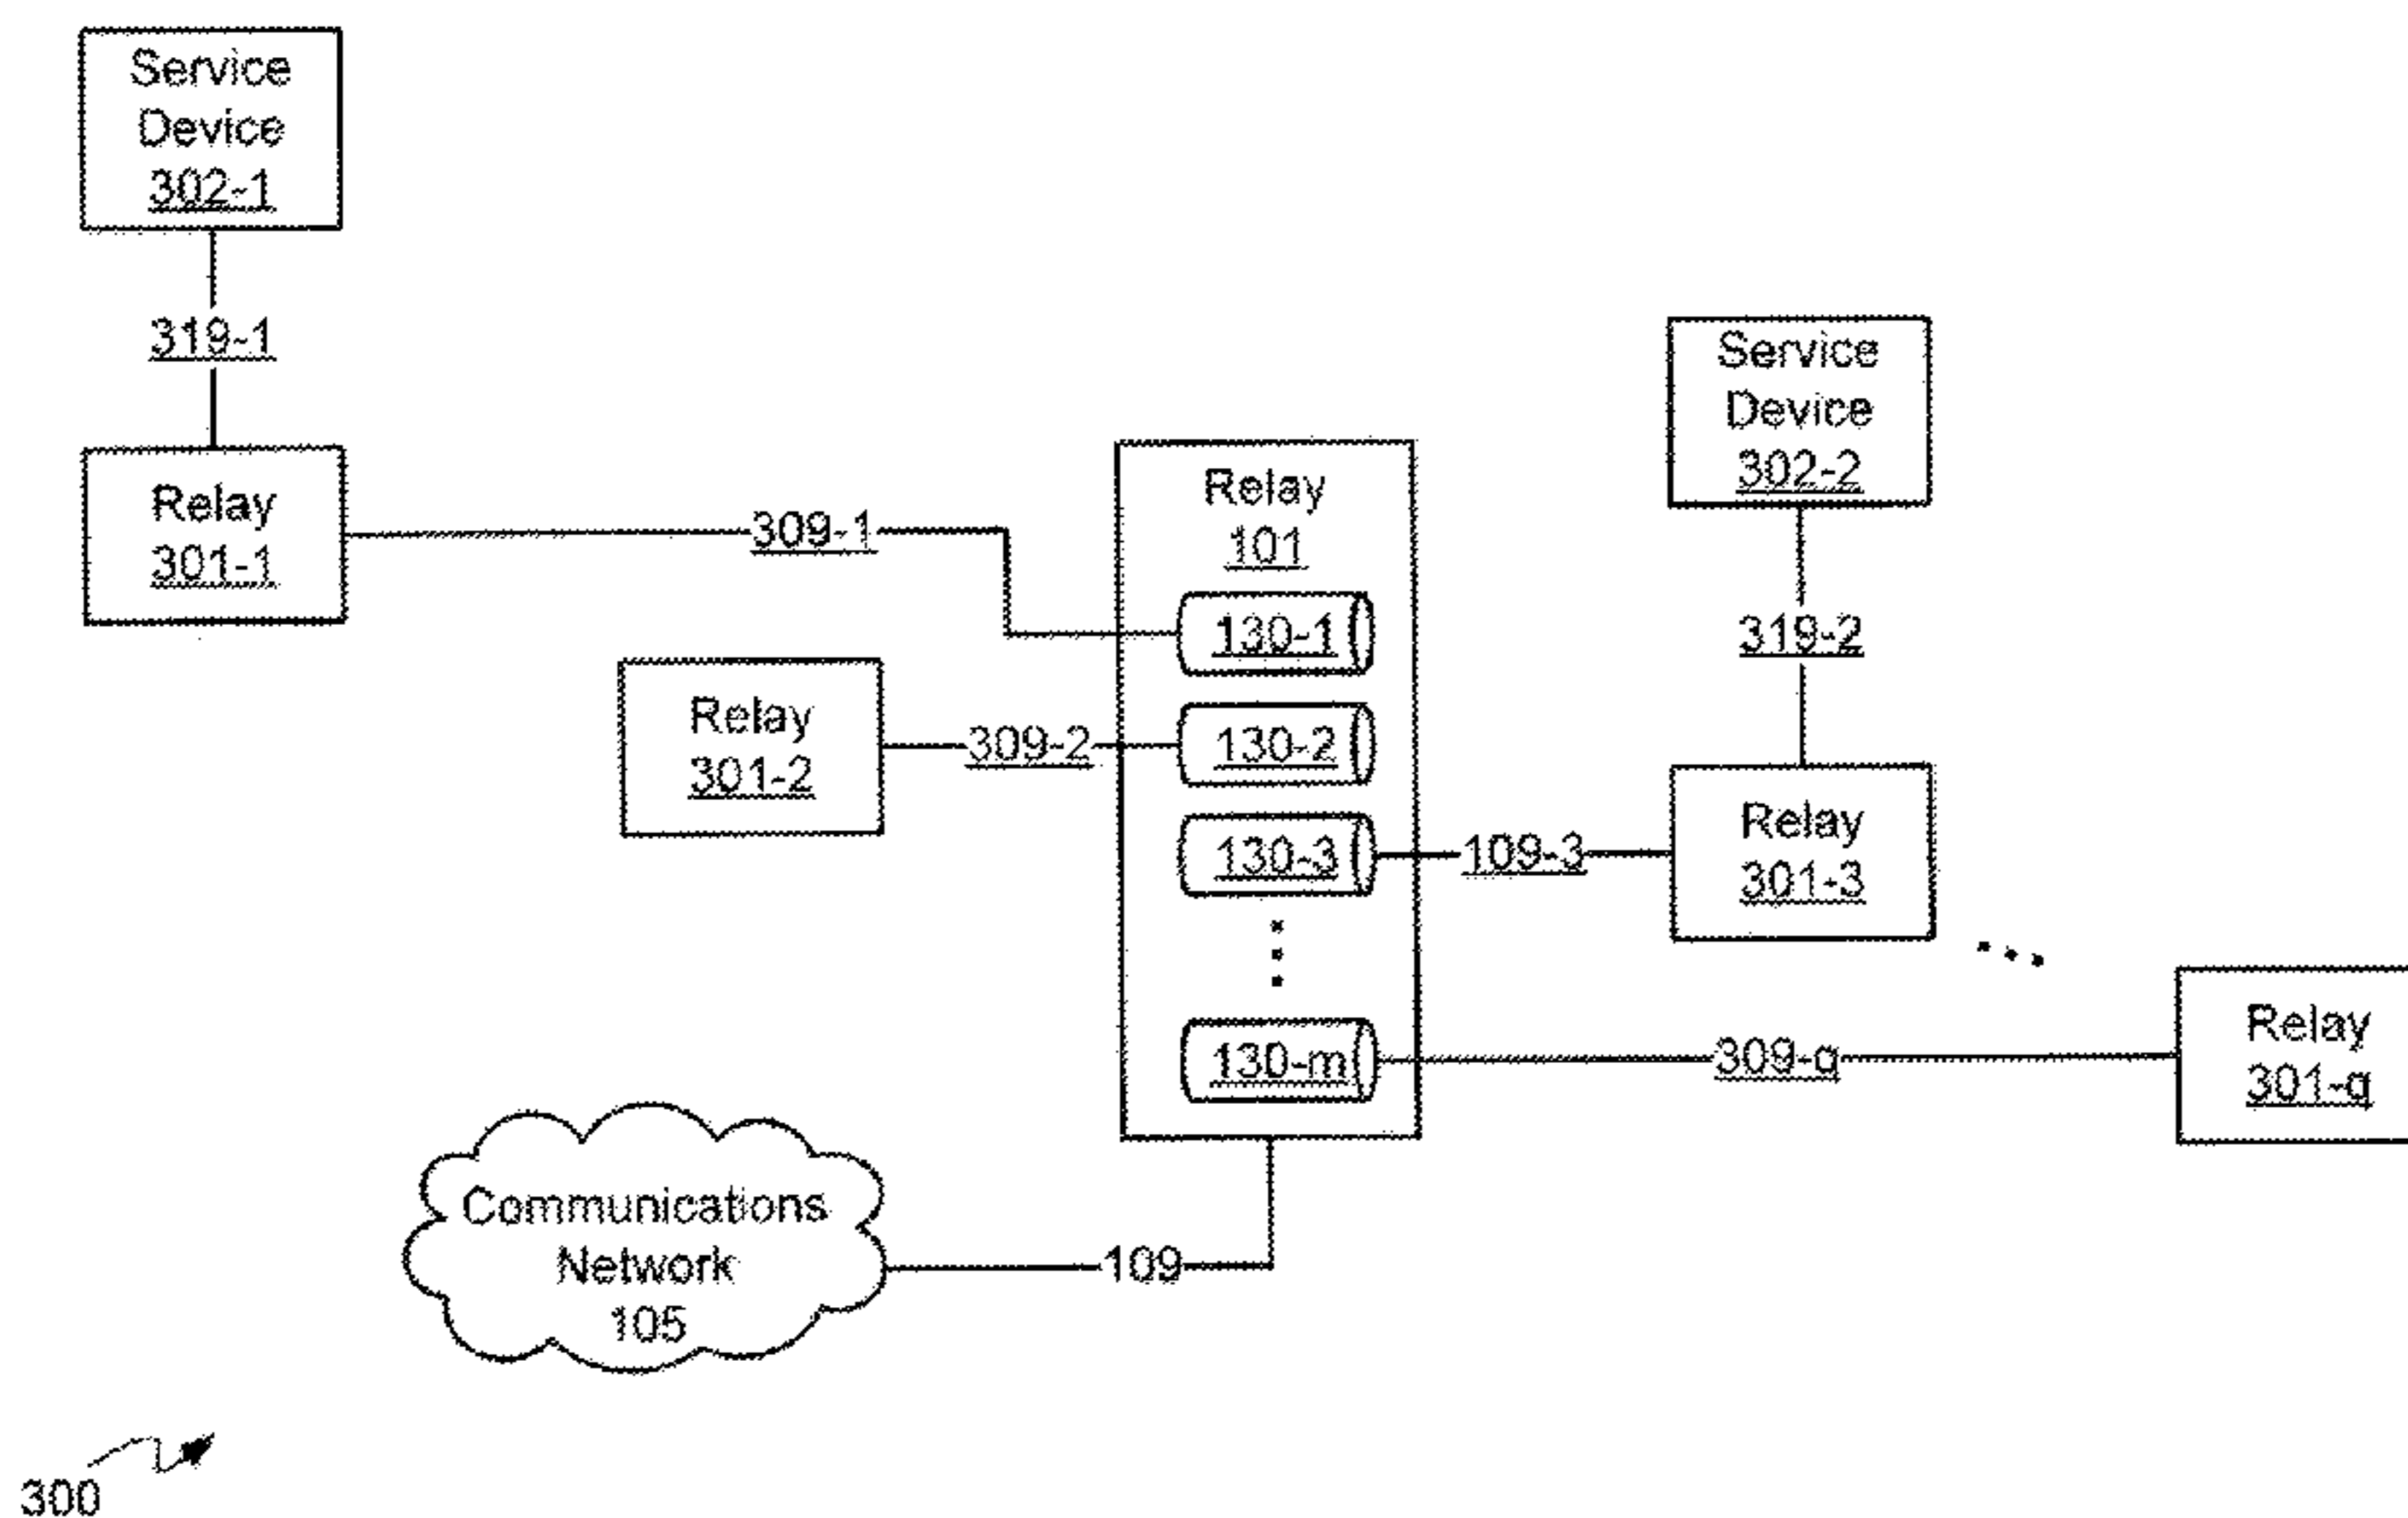 Service
Device
302-1
319-1
Relay
301-1
309-1
Relay
101
130-1
130-2
130-3
130-m
Relay
301-2
309-2
Service
Device
302-2
319-2
109-3
Relay
301-3
309-q
Relay
301-q
Communications
Network
105
109
300